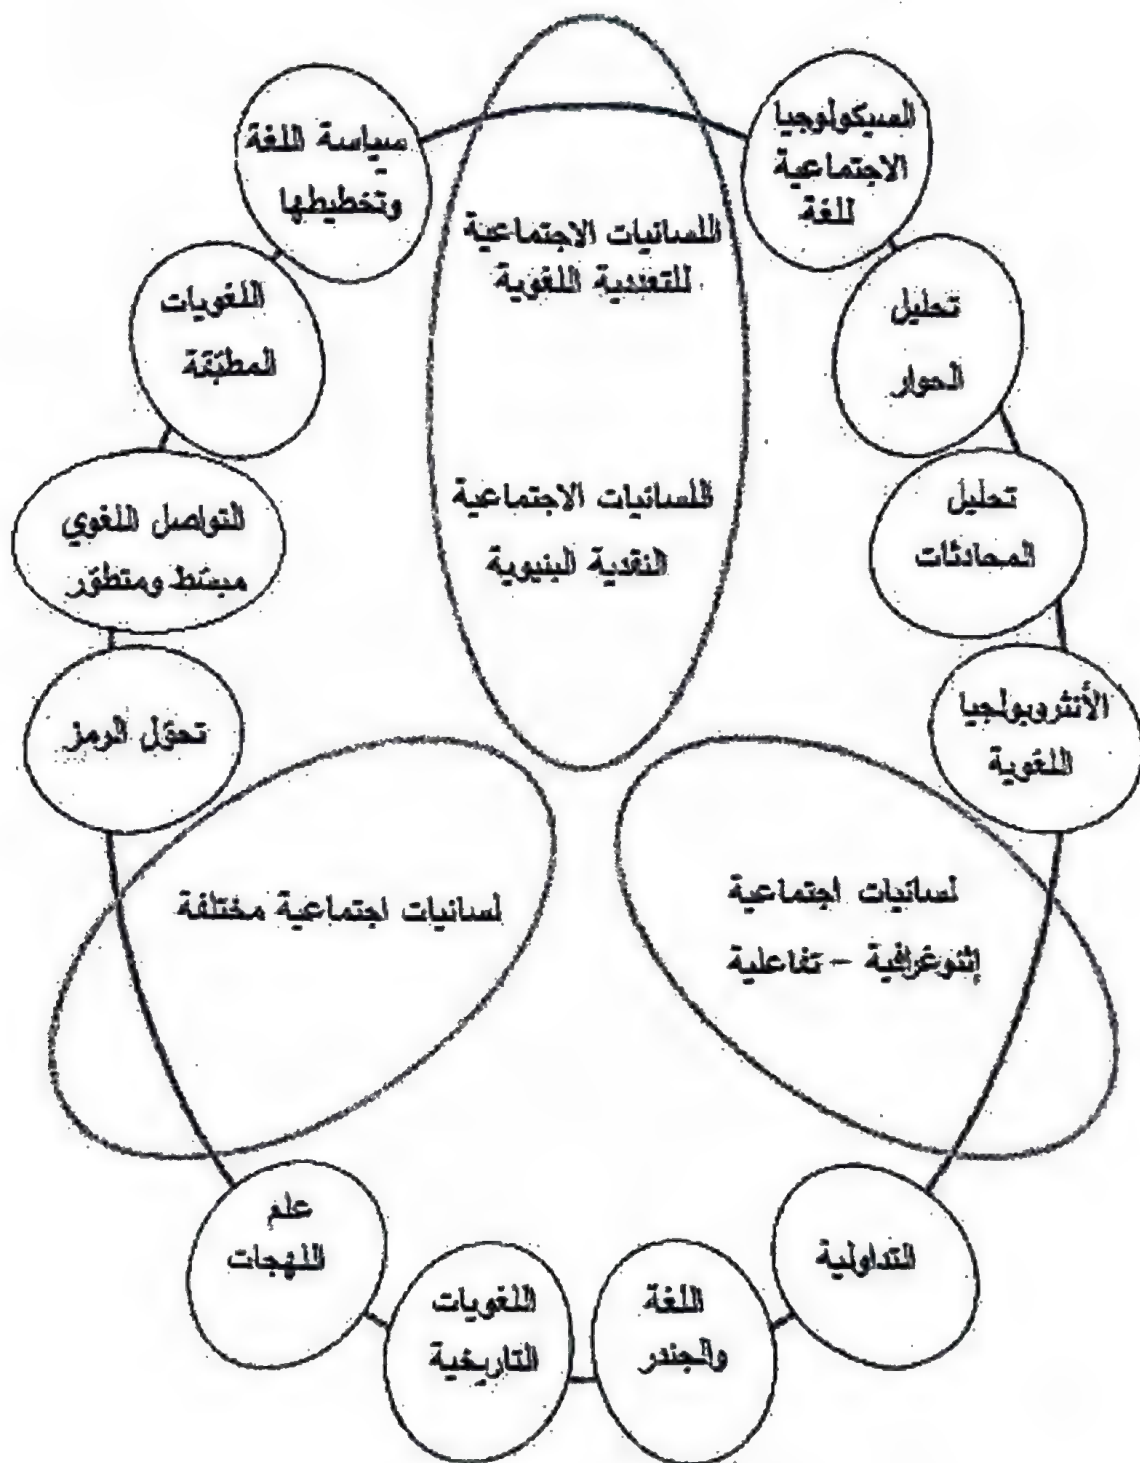 السيكولوجيا
الاجتماعية
للغة
سياسة اللغة
وتخطيطها
اللسانيات الاجتماعية
للتعددية اللغوية
تحليل
الحوار
اللغويات
المطبّقة
اللسانيات الاجتماعية
النقدية البنيوية
تحليل
المحادثات
التواصل اللغوي
مبسّط ومتطوّر
الأنثروبولجيا
اللغوية
تحوّل الرمز
لسانيات اجتماعية
إثنوغرافية – تفاعلية
لسانيات اجتماعية مختلفة
التداولية
علم
اللهجات
اللغة
والجندر
اللغويات
التاريخية